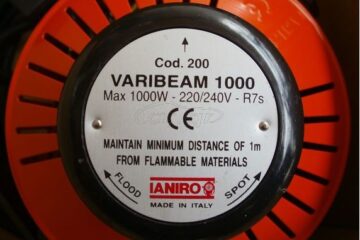 Cod. 200
VARIBEAM 1000
Max 1000W - 220/240V - R7s
CE
MAINTAIN MINIMUM DISTANCE OF 1m
FROM FLAMMABLE MATERIALS
FLOOD
IANIRO
SPOT
MADE IN ITALY